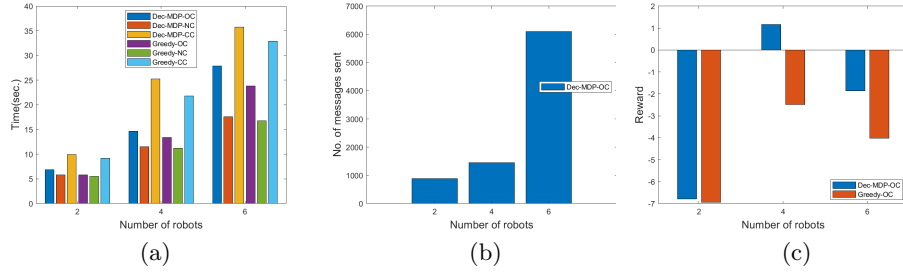 40
35
30
25
20
15
10
5
0
Time(sec.)
Dec-MDP-OC
Dec-MDP-NC
Dec-MDP-CC
Greedy-OC
Greedy-NC
Greedy-CC
2 4 6
Number of robots
(a)
7000
6000
5000
4000
3000
2000
1000
0
No. of messages sent
Dec-MDP-OC
2 4 6
Number of robots
(b)
2
1
0
-1
-2
-3
-4
-5
-6
-7
Reward
Dec-MDP-OC
Greedy-OC
2 4 6
Number of robots
(c)